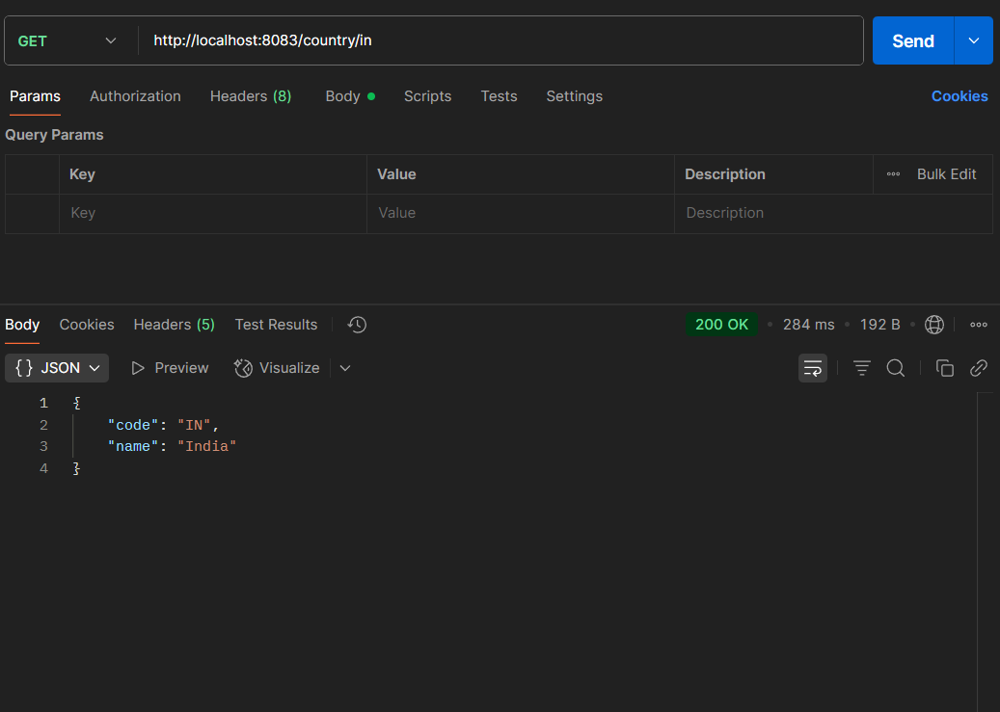 GET http://localhost:8083/country/in Send
Params Authorization Headers (8) Body Scripts Tests Settings Cookies
Query Params
Key Value Description Bulk Edit
Key Value Description
Body Cookies Headers (5) Test Results 200 OK 284 ms 192 B
{} JSON Preview Visualize
1 {
2 "code": "IN",
3 "name": "India"
4 }